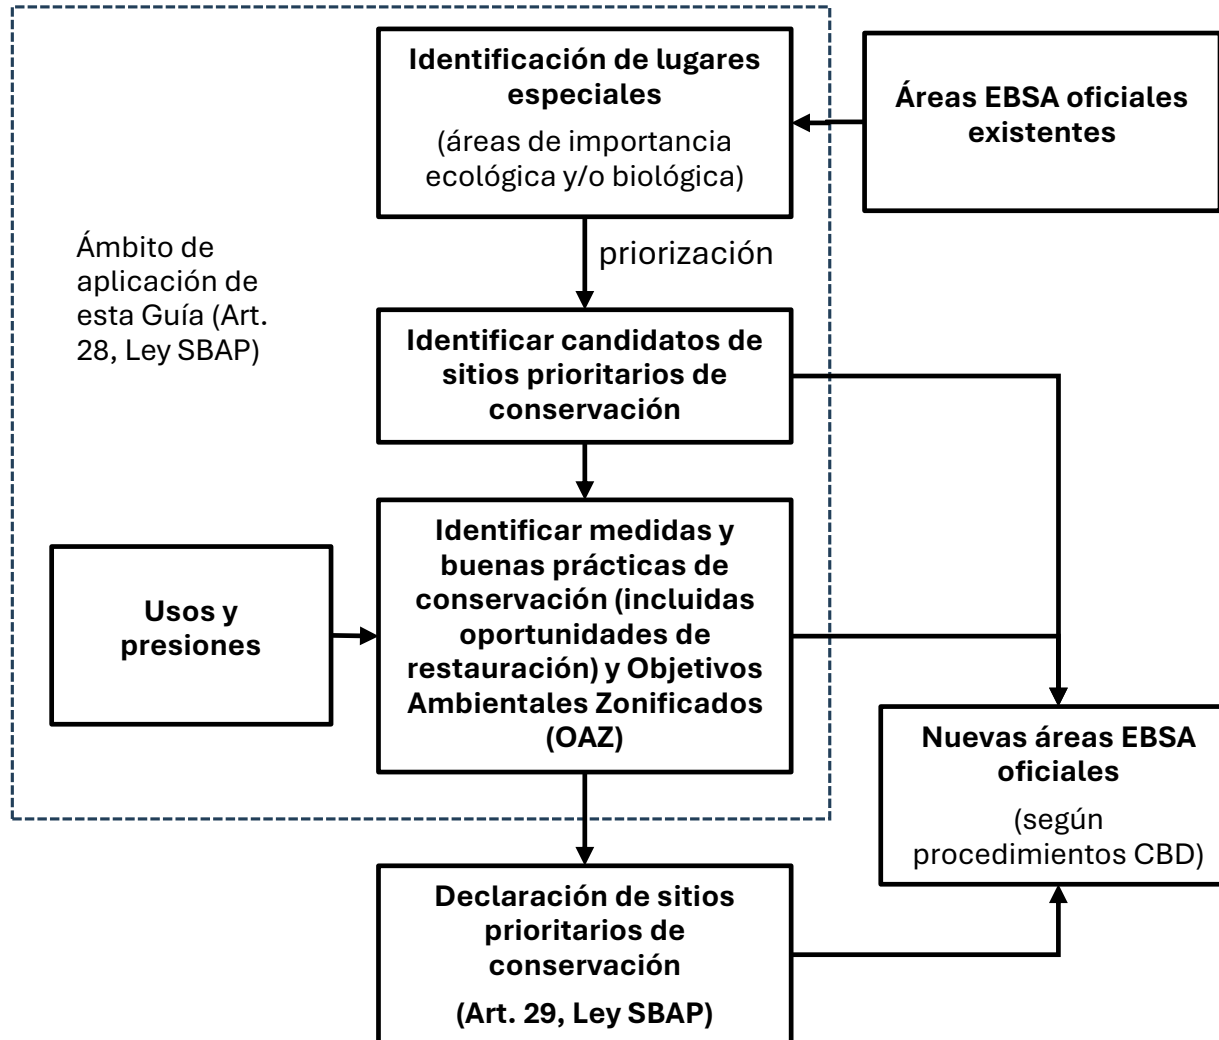 Identificación de lugares
especiales
(áreas de importancia
ecológica y/o biológica)
Áreas EBSA oficiales
existentes
Ámbito de
aplicación de
esta Guía (Art.
28, Ley SBAP)
priorización
Identificar candidatos de
sitios prioritarios de
conservación
Usos y
presiones
Identificar medidas y
buenas prácticas de
conservación (incluidas
oportunidades de
restauración) y Objetivos
Ambientales Zonificados
(OAZ)
Nuevas áreas EBSA
oficiales
(según
procedimientos CBD)
Declaración de sitios
prioritarios de
conservación
(Art. 29, Ley SBAP)